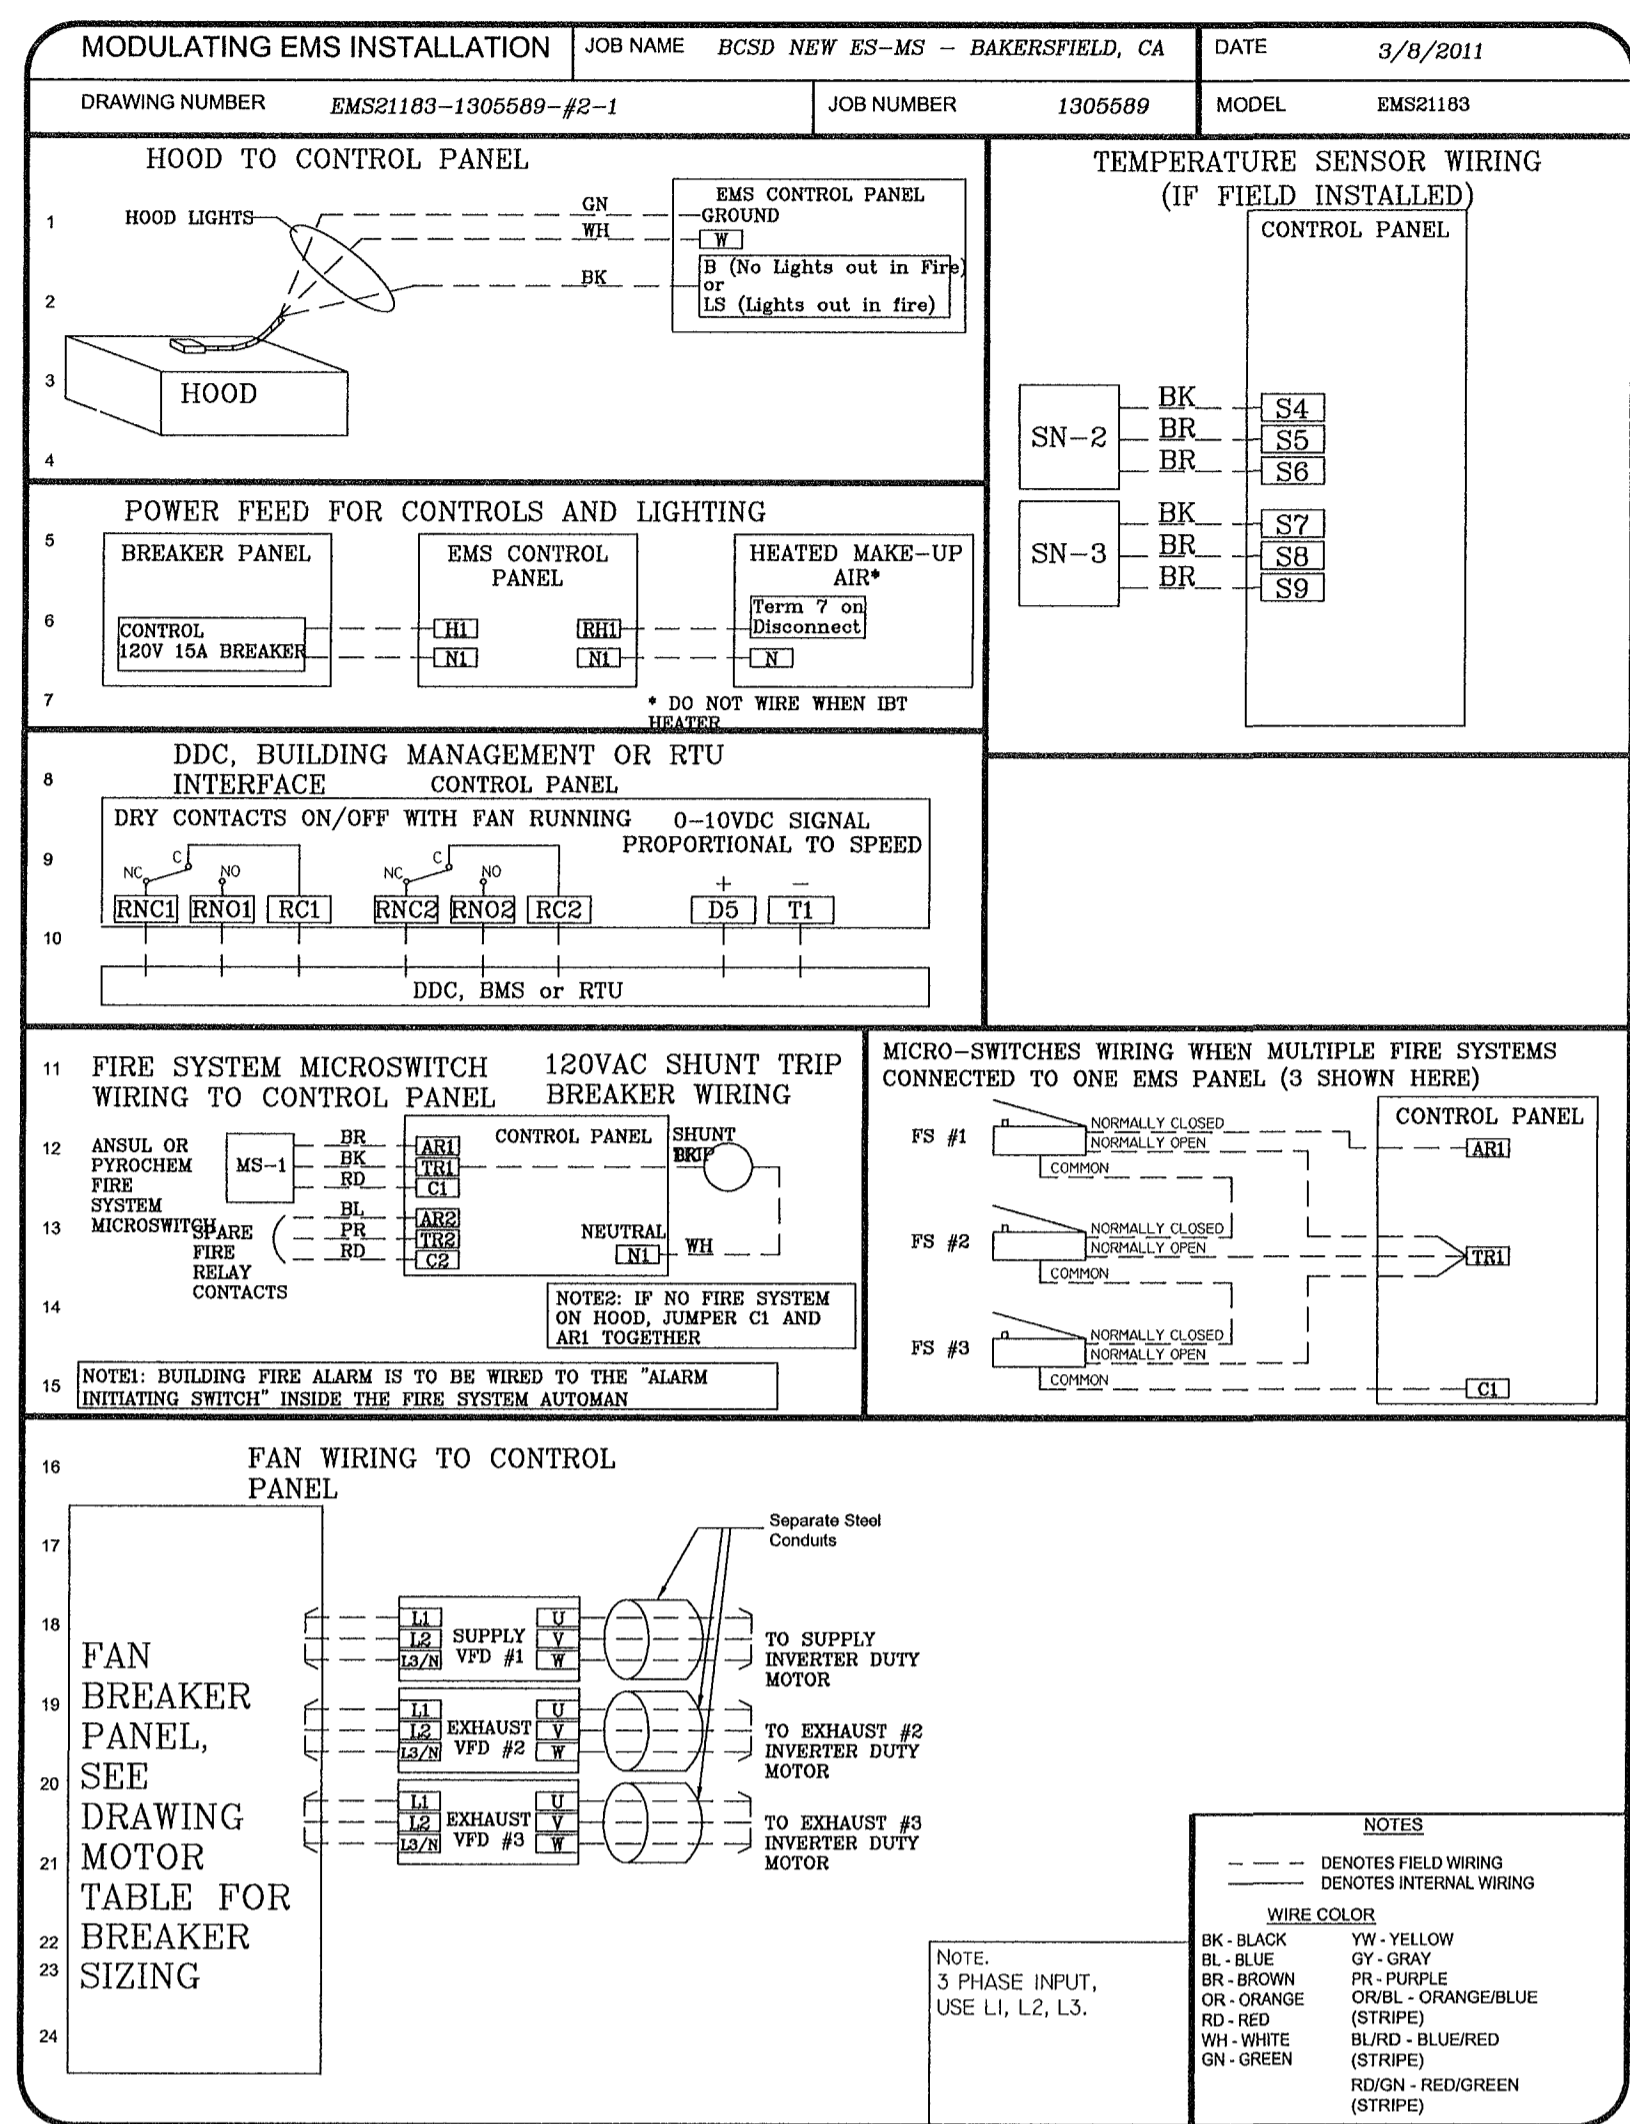 MODULATING EMS INSTALLATION
JOB NAME BCSD NEW ES-MS - BAKERSFIELD, CA
DATE 3/8/2011
DRAWING NUMBER EMS21183-1305589-#2-1
JOB NUMBER 1305589
MODEL EMS21183
HOOD TO CONTROL PANEL
1
HOOD LIGHTS
GN
WH
BK
EMS CONTROL PANEL
GROUND
W
B (No Lights out in Fire)
or
LS (Lights out in fire)
2
3
HOOD
4
TEMPERATURE SENSOR WIRING
(IF FIELD INSTALLED)
CONTROL PANEL
SN-2
BK S4
BR S5
BR S6
SN-3
BK S7
BR S8
BR S9
POWER FEED FOR CONTROLS AND LIGHTING
5
BREAKER PANEL
EMS CONTROL
PANEL
HEATED MAKE-UP
AIR*
6
CONTROL
120V 15A BREAKER
H1
N1
RH1
N1
Term 7 on
Disconnect
N
7
* DO NOT WIRE WHEN IBT
HEATER
DDC, BUILDING MANAGEMENT OR RTU
8
INTERFACE CONTROL PANEL
DRY CONTACTS ON/OFF WITH FAN RUNNING
0-10VDC SIGNAL
PROPORTIONAL TO SPEED
9
NC C NO
NC C NO
+ -
RNC1 RNO1 RC1
RNC2 RNO2 RC2
D5 T1
10
DDC, BMS or RTU
11
FIRE SYSTEM MICROSWITCH
WIRING TO CONTROL PANEL
120VAC SHUNT TRIP
BREAKER WIRING
12
ANSUL OR
PYROCHEM
FIRE
SYSTEM
MICROSWITCH
MS-1
BR AR1
BK TR1
RD C1
CONTROL PANEL
SHUNT
TRIP
13
SPARE
FIRE
RELAY
CONTACTS
BL AR2
PR TR2
RD C2
NEUTRAL
N1 WH
14
NOTE2: IF NO FIRE SYSTEM
ON HOOD, JUMPER C1 AND
AR1 TOGETHER
15
NOTE1: BUILDING FIRE ALARM IS TO BE WIRED TO THE "ALARM
INITIATING SWITCH" INSIDE THE FIRE SYSTEM AUTOMAN
MICRO-SWITCHES WIRING WHEN MULTIPLE FIRE SYSTEMS
CONNECTED TO ONE EMS PANEL (3 SHOWN HERE)
CONTROL PANEL
FS #1
NORMALLY CLOSED
NORMALLY OPEN
COMMON
AR1
FS #2
NORMALLY CLOSED
NORMALLY OPEN
COMMON
TR1
FS #3
NORMALLY CLOSED
NORMALLY OPEN
COMMON
C1
16
FAN WIRING TO CONTROL
PANEL
17
Separate Steel
Conduits
18
FAN
BREAKER
PANEL,
SEE
DRAWING
MOTOR
TABLE FOR
BREAKER
SIZING
L1 U
L2 SUPPLY V
L3/N VFD #1 W
TO SUPPLY
INVERTER DUTY
MOTOR
19
L1 U
L2 EXHAUST V
L3/N VFD #2 W
TO EXHAUST #2
INVERTER DUTY
MOTOR
20
L1 U
L2 EXHAUST V
L3/N VFD #3 W
TO EXHAUST #3
INVERTER DUTY
MOTOR
21
22
23
24
NOTE.
3 PHASE INPUT,
USE L1, L2, L3.
NOTES
DENOTES FIELD WIRING
DENOTES INTERNAL WIRING
WIRE COLOR
BK - BLACK
BL - BLUE
BR - BROWN
OR - ORANGE
RD - RED
WH - WHITE
GN - GREEN
YW - YELLOW
GY - GRAY
PR - PURPLE
OR/BL - ORANGE/BLUE
(STRIPE)
BL/RD - BLUE/RED
(STRIPE)
RD/GN - RED/GREEN
(STRIPE)